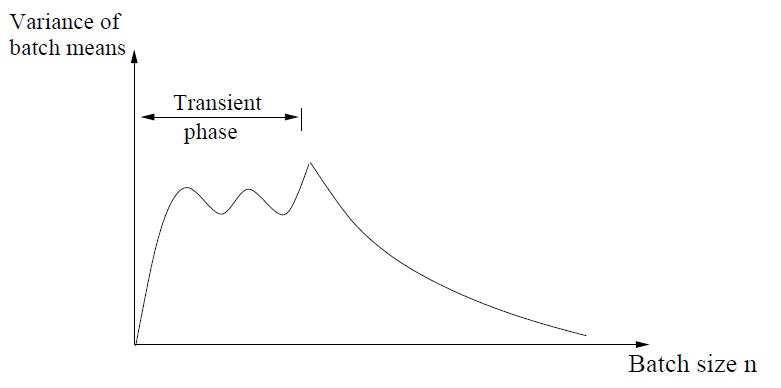 Variance of
batch means
Transient
phase
Batch size n